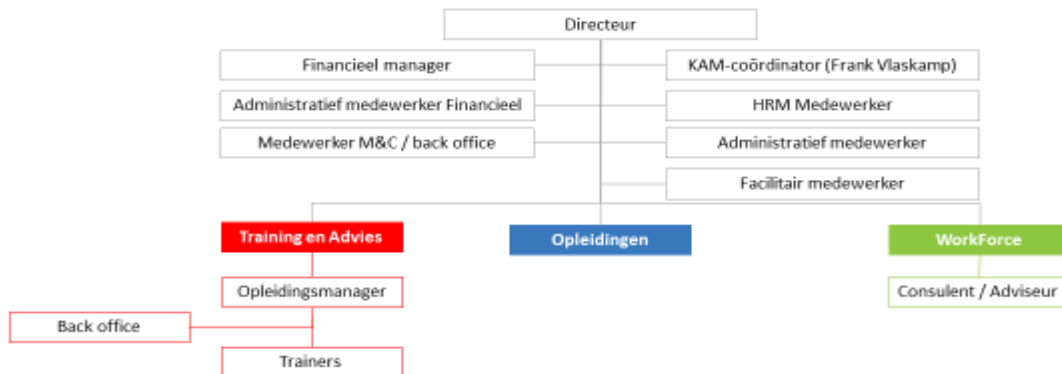 Directeur
Financieel manager
KAM-coördinator (Frank Vlaskamp)
Administratief medewerker Financieel
HRM Medewerker
Medewerker M&C / back office
Administratief medewerker
Facilitair medewerker
Training en Advies
Opleidingen
WorkForce
Opleidingsmanager
Consulent / Adviseur
Back office
Trainers